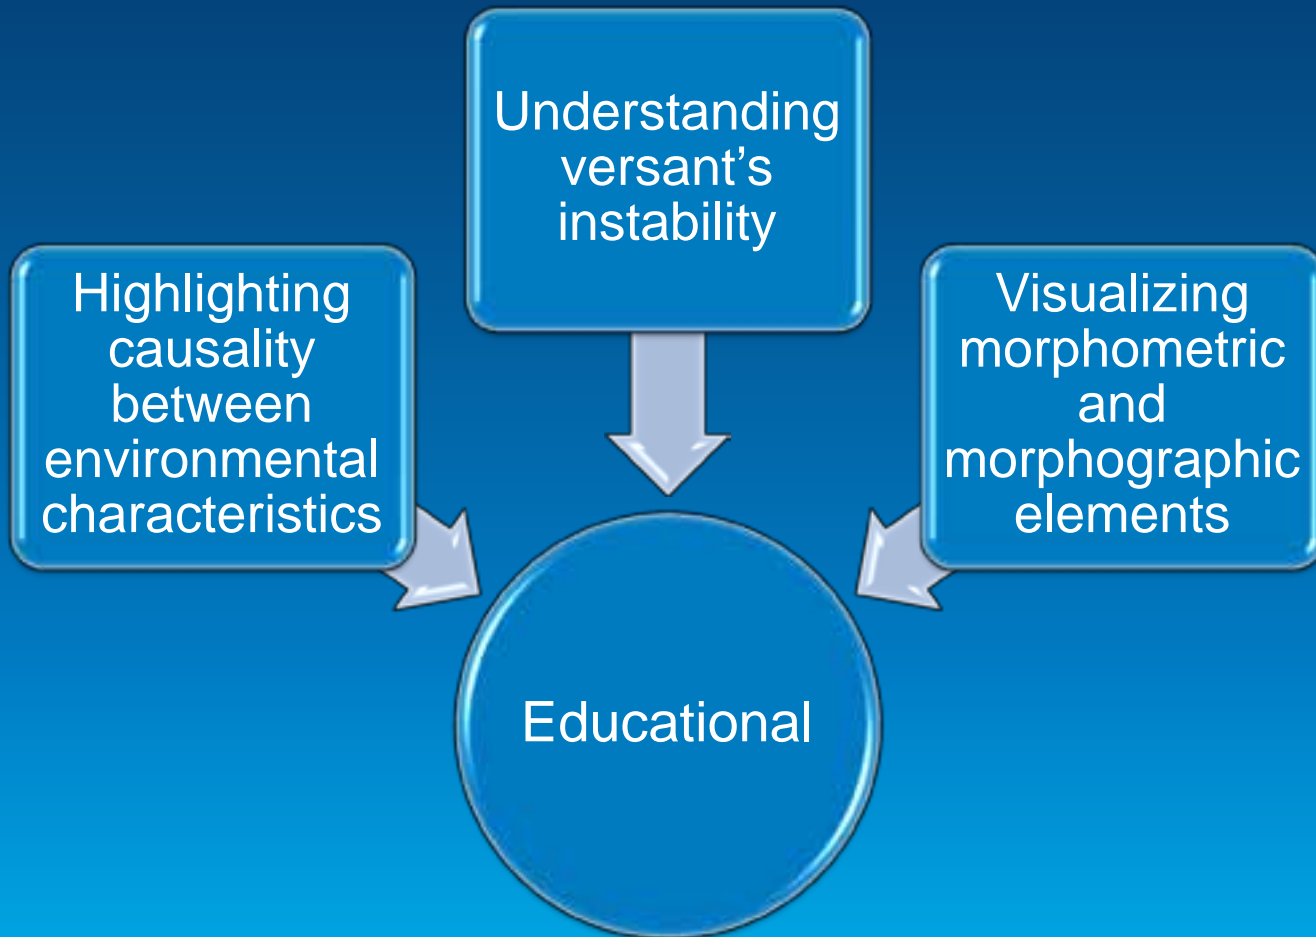 Understanding
versant’s
instability
Highlighting
causality
between
environmental
characteristics
Visualizing
morphometric
and
morphographic
elements
Educational